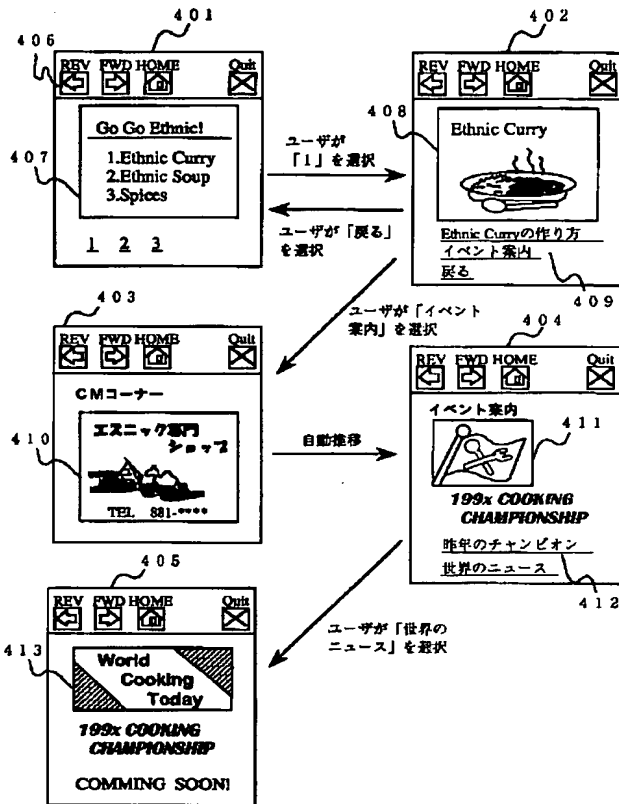 401
406
REV FWD HOME Quit
Go Go Ethnic!
1.Ethnic Curry
2.Ethnic Soup
3.Spices
407
1 2 3
ユーザが
「1」を選択
ユーザが「戻る」
を選択
402
REV FWD HOME Quit
408
Ethnic Curry
Ethnic Curryの作り方
イベント案内
戻る
409
ユーザが「イベント
案内」を選択
403
REV FWD HOME Quit
CMコーナー
410
エスニック専門
ショップ
TEL 881-****
自動推移
404
REV FWD HOME Quit
イベント案内
411
199x COOKING
CHAMPIONSHIP
昨年のチャンピオン
世界のニュース
412
ユーザが「世界の
ニュース」を選択
405
REV FWD HOME Quit
413
World
Cooking
Today
199x COOKING
CHAMPIONSHIP
COMMING SOON!